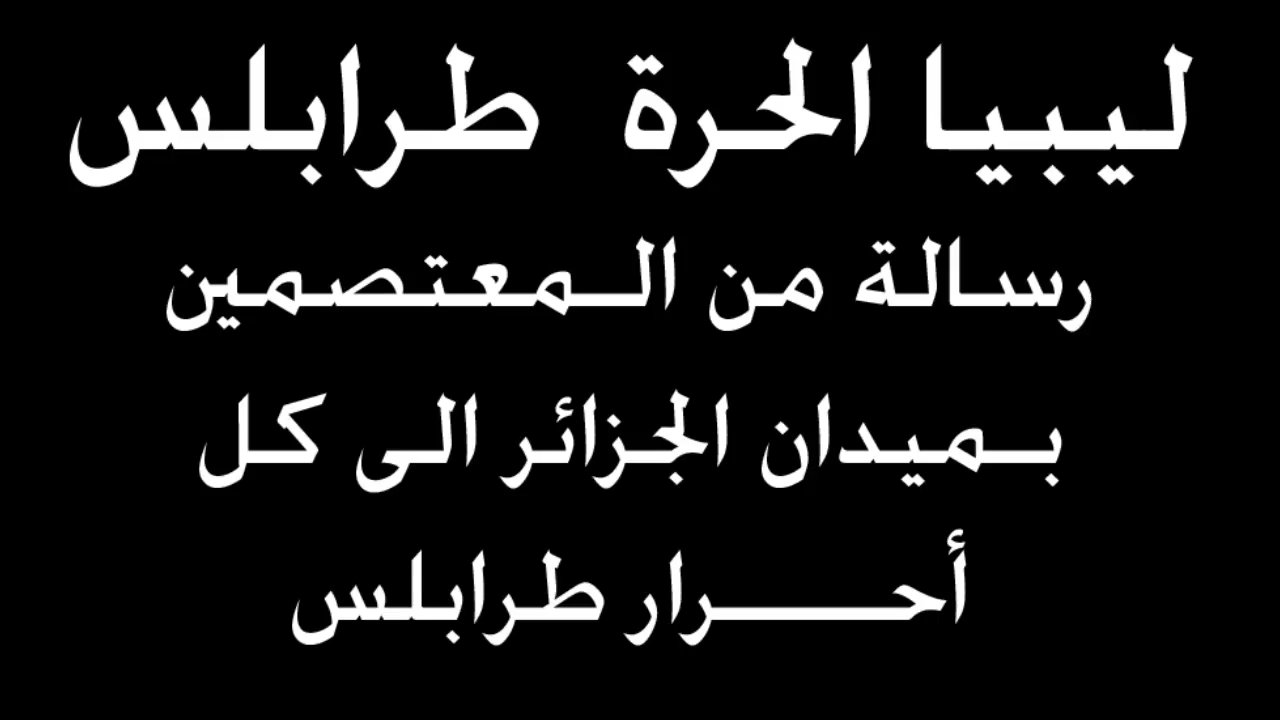 ليبيا الحرة طرابلس
رسالة من المعتصمين
بميدان الجزائر الى كل
أحرار طرابلس